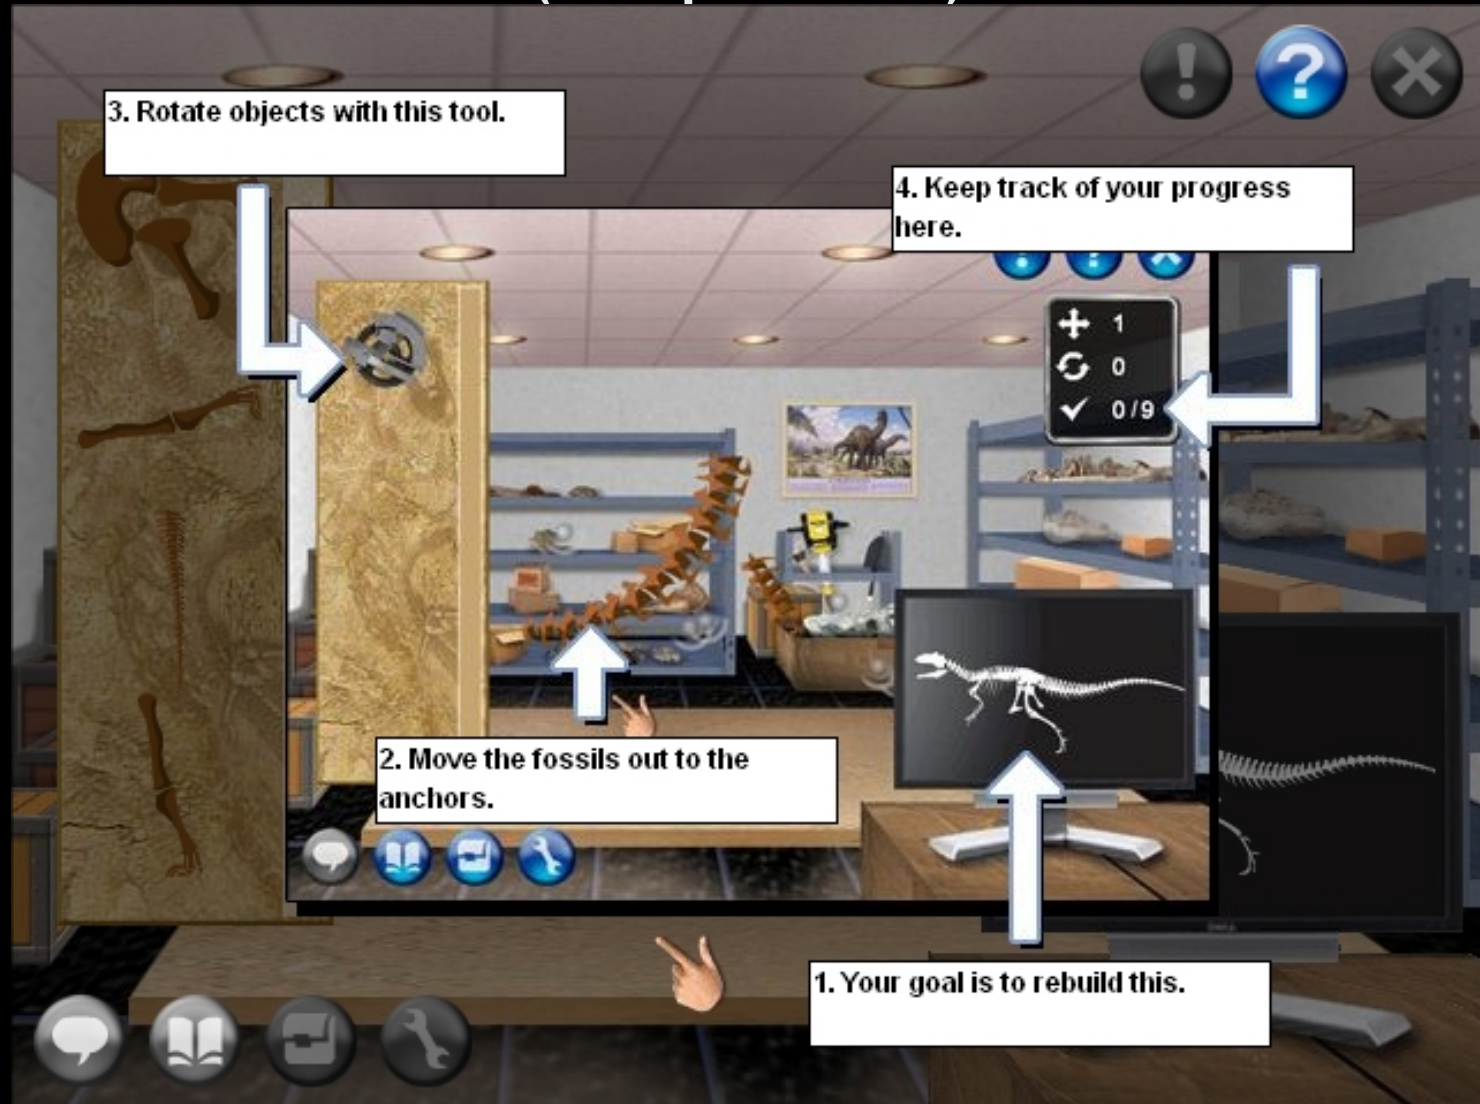 3. Rotate objects with this tool.
4. Keep track of your progress
here.
1
0
0/9
2. Move the fossils out to the
anchors.
1. Your goal is to rebuild this.